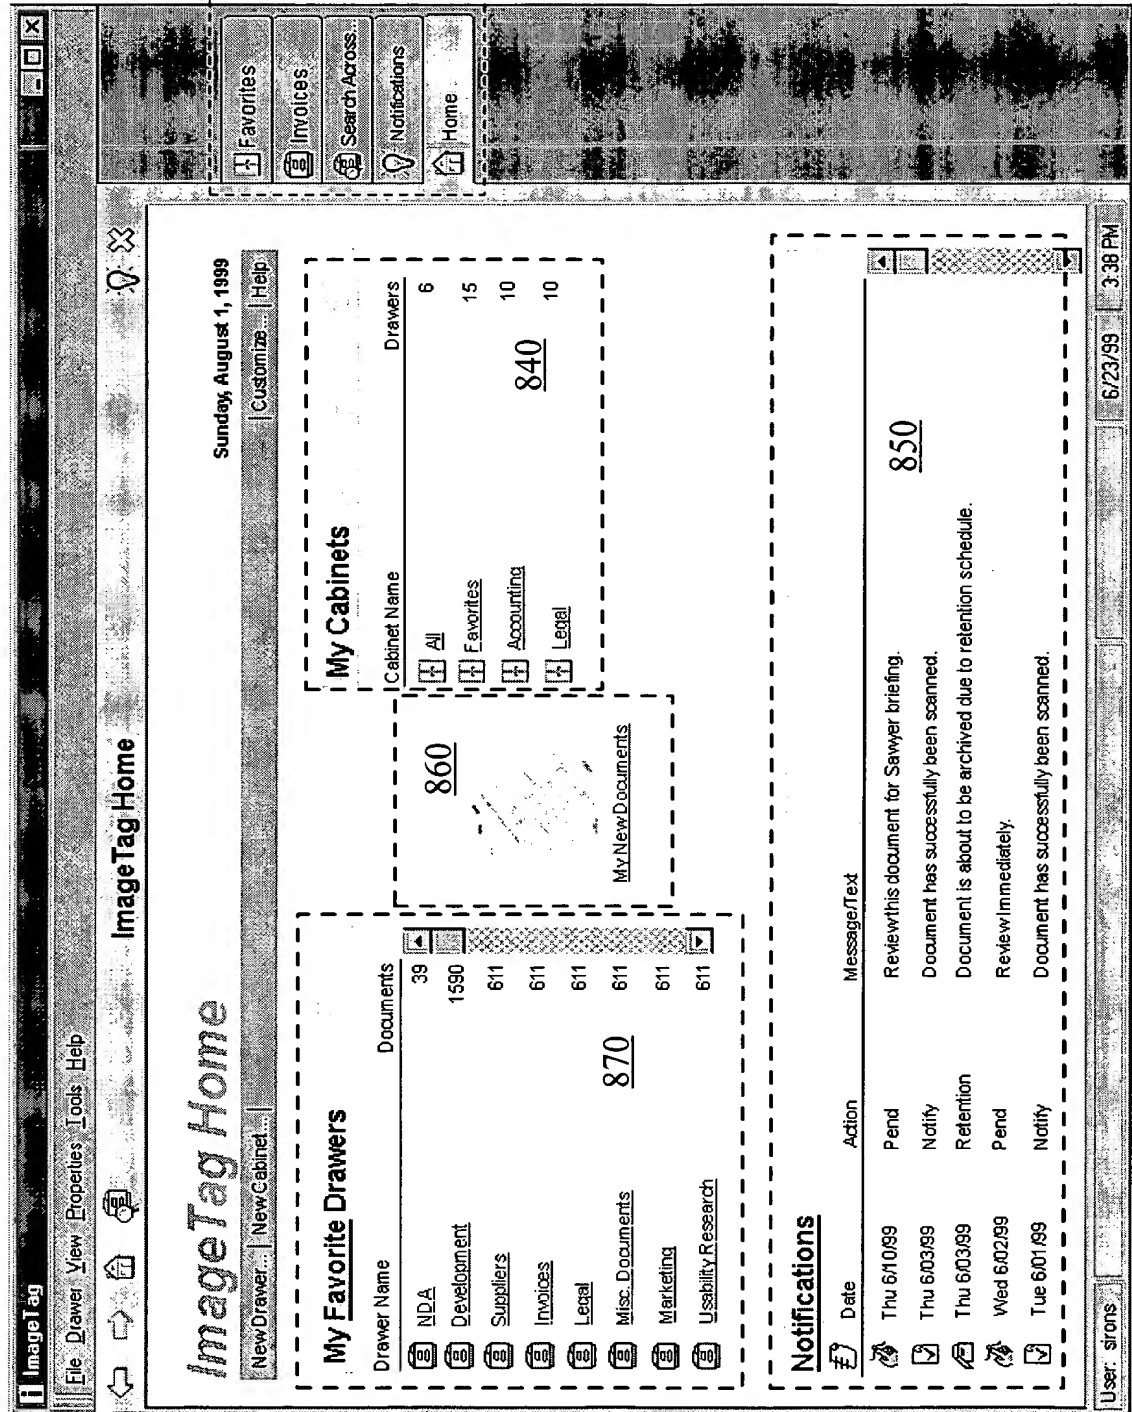 ImageTag
File Drawer View Properties Tools Help
ImageTag Home
ImageTag Home
Sunday, August 1, 1999
New Drawer... | New Cabinet... |
| Customize... | Help
My Favorite Drawers
Drawer Name Documents
NDA 39
Development 1590
Suppliers 611
Invoices 611
Legal 611
Misc. Documents 611
Marketing 611
Usability Research 611
870
860
My New Documents
My Cabinets
Cabinet Name Drawers
All 6
Favorites 15
Accounting 10
Legal 10
840
Notifications
Date Action Message/Text
Thu 6/10/99 Pend Review this document for Sawyer briefing.
Thu 6/03/99 Notify Document has successfully been scanned.
Thu 6/03/99 Retention Document is about to be archived due to retention schedule.
Wed 6/02/99 Pend Review Immediately.
Tue 6/01/99 Notify Document has successfully been scanned.
850
Favorites
Invoices
Search Across...
Notifications
Home
User: sirons
6/23/99
3:38 PM